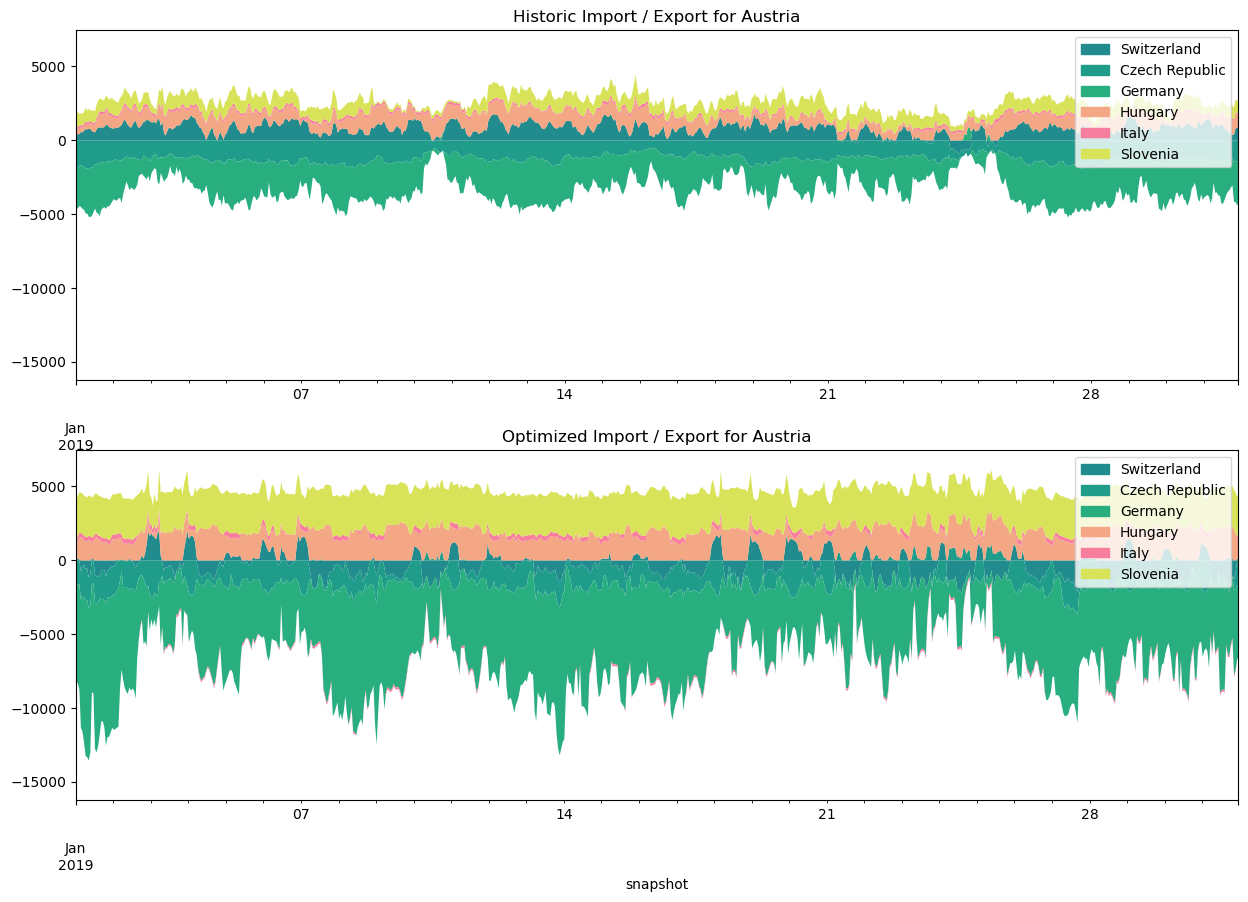 Historic Import / Export for Austria
Switzerland
Czech Republic
Germany
Hungary
Italy
Slovenia
5000
0
−5000
−10000
−15000
07
14
21
28
Jan
2019
Optimized Import / Export for Austria
Switzerland
Czech Republic
Germany
Hungary
Italy
Slovenia
5000
0
−5000
−10000
−15000
07
14
21
28
Jan
2019
snapshot